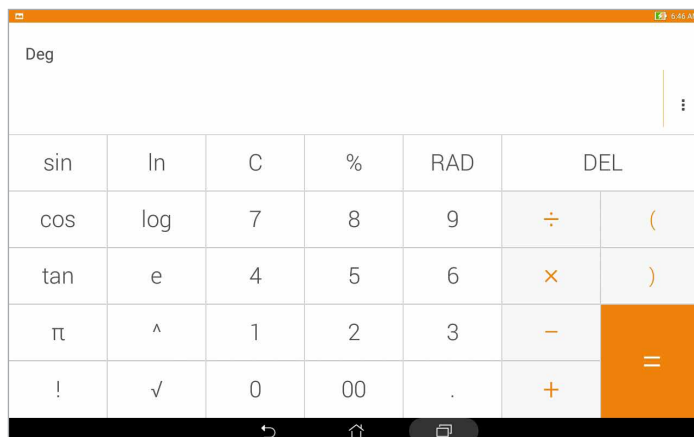 6:46 AM
Deg
sin ln C % RAD DEL
cos log 7 8 9 ÷ (
tan e 4 5 6 × )
π ^ 1 2 3 − =
! √ 0 00 . +